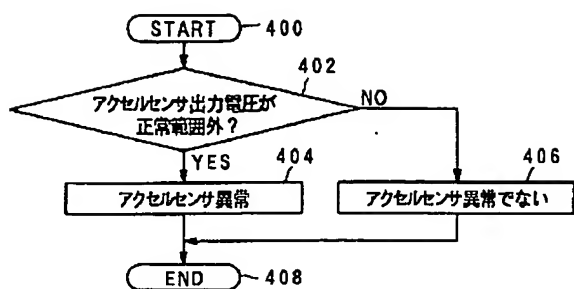 START
400
402
アクセルセンサ出力電圧が
正常範囲外?
NO
YES
404
406
アクセルセンサ異常
アクセルセンサ異常でない
END
408